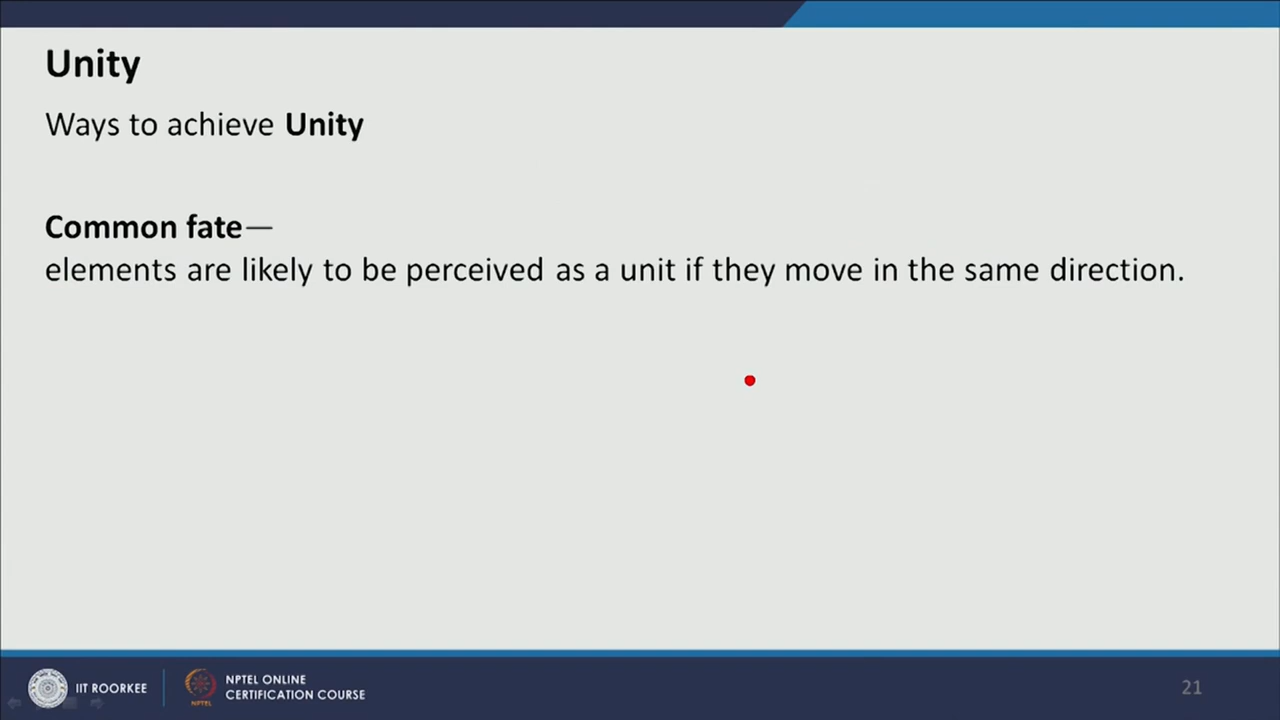 Unity
Ways to achieve Unity
Common fate—
elements are likely to be perceived as a unit if they move in the same direction.
IIT ROORKEE
NPTEL
NPTEL ONLINE
CERTIFICATION COURSE
21